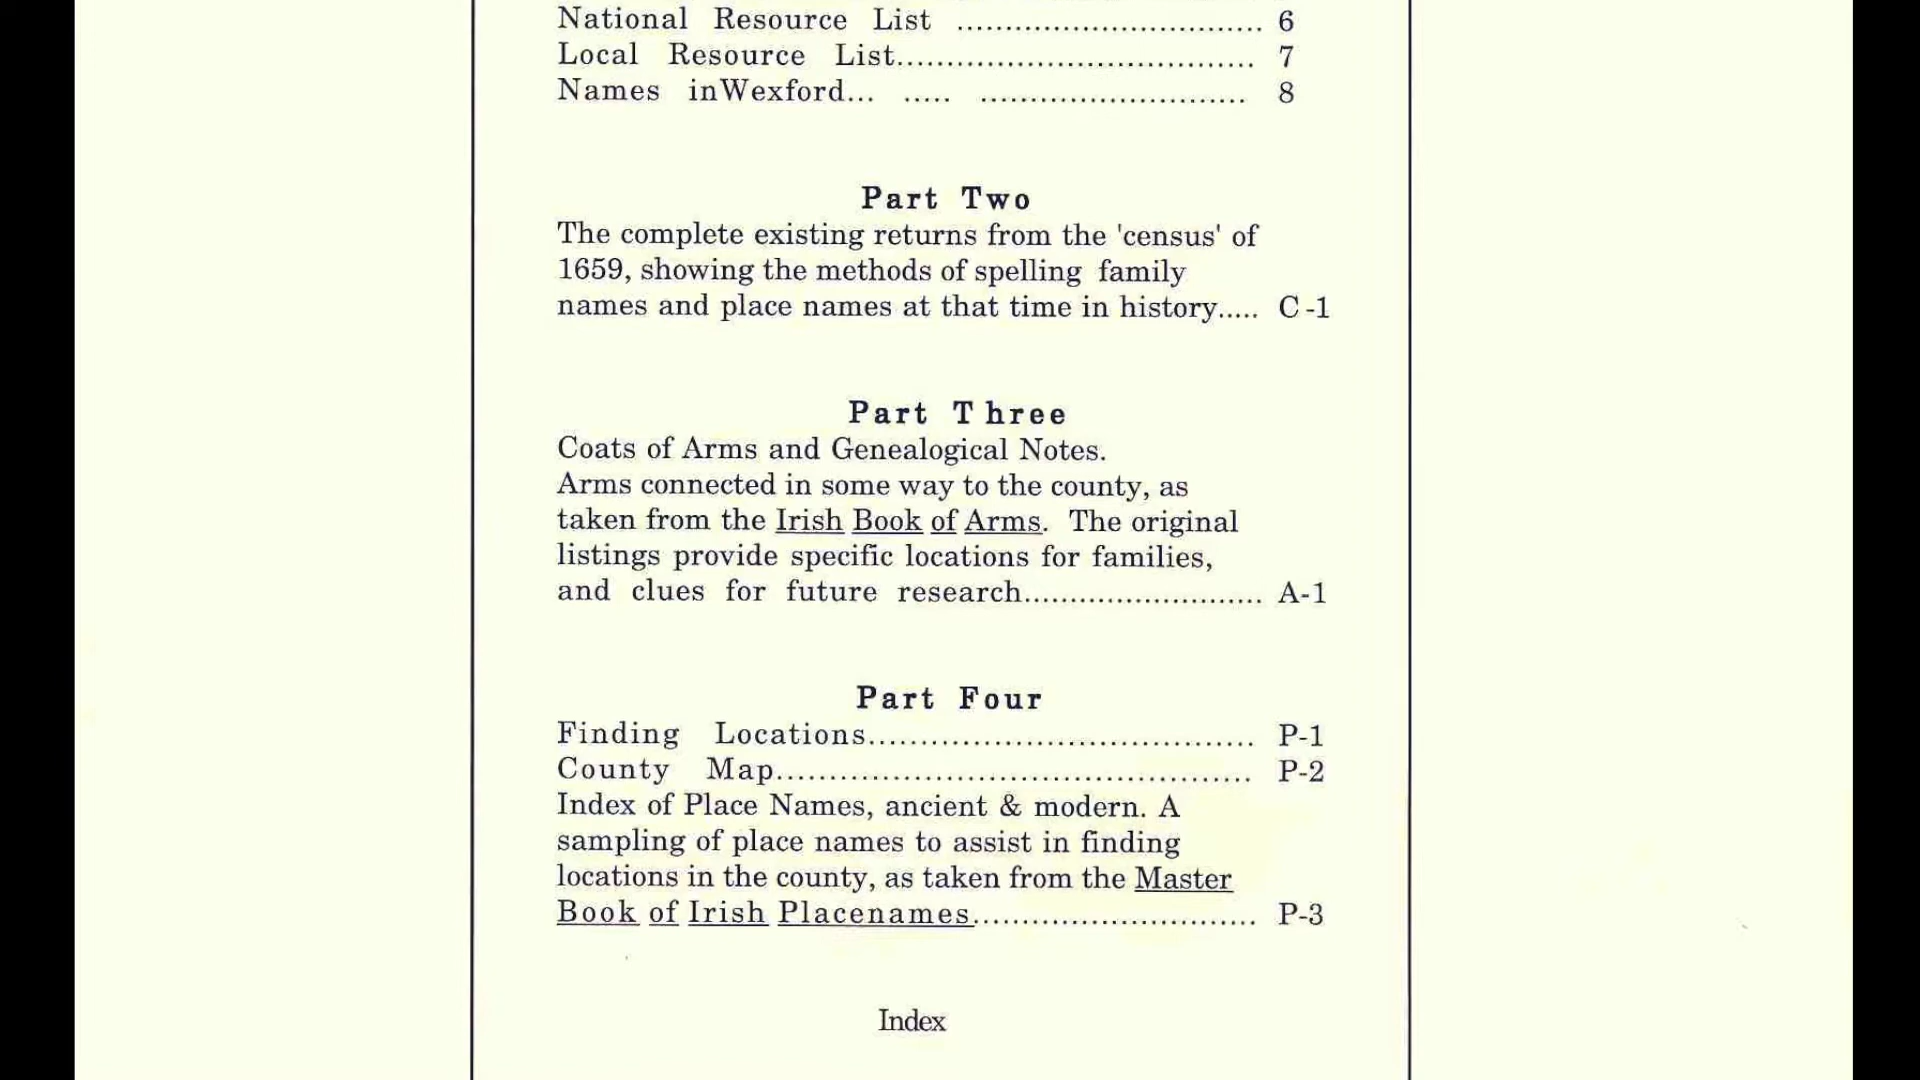 National Resource List ............................... 6
Local Resource List.................................... 7
Names inWexford... ..... ........................... 8
Part Two
The complete existing returns from the 'census' of
1659, showing the methods of spelling family
names and place names at that time in history..... C -1
Part Three
Coats of Arms and Genealogical Notes.
Arms connected in some way to the county, as
taken from the Irish Book of Arms. The original
listings provide specific locations for families,
and clues for future research........................ A-1
Part Four
Finding Locations....................................... P-1
County Map................................................ P-2
Index of Place Names, ancient & modern. A
sampling of place names to assist in finding
locations in the county, as taken from the Master
Book of Irish Placenames............................ P-3
Index